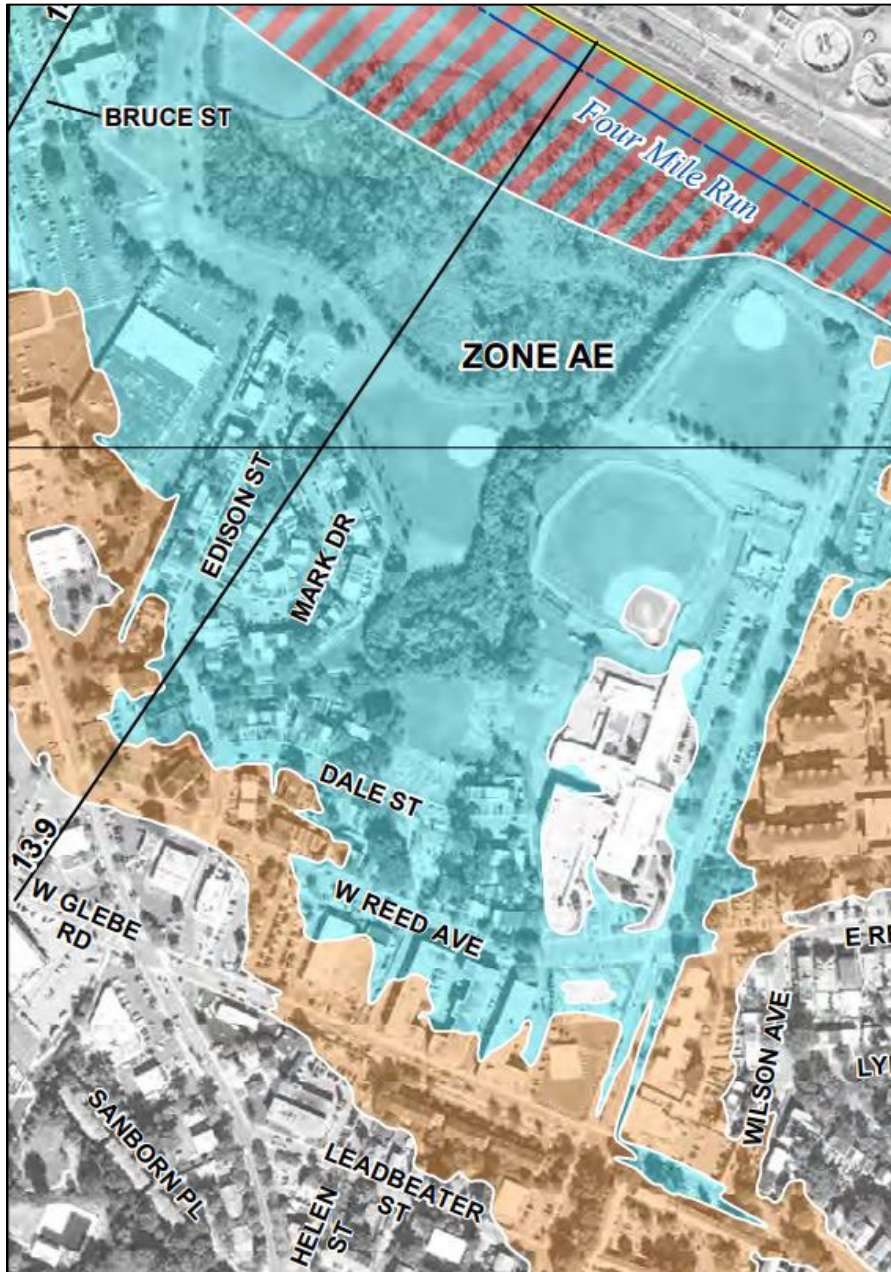 BRUCE ST
Four Mile Run
ZONE AE
EDISON ST
MARK DR
DALE ST
13.9
W GLEBE
RD
W REED AVE
WILSON AVE
SANBORN PL
LEADBEATER
ST
HELEN
ST